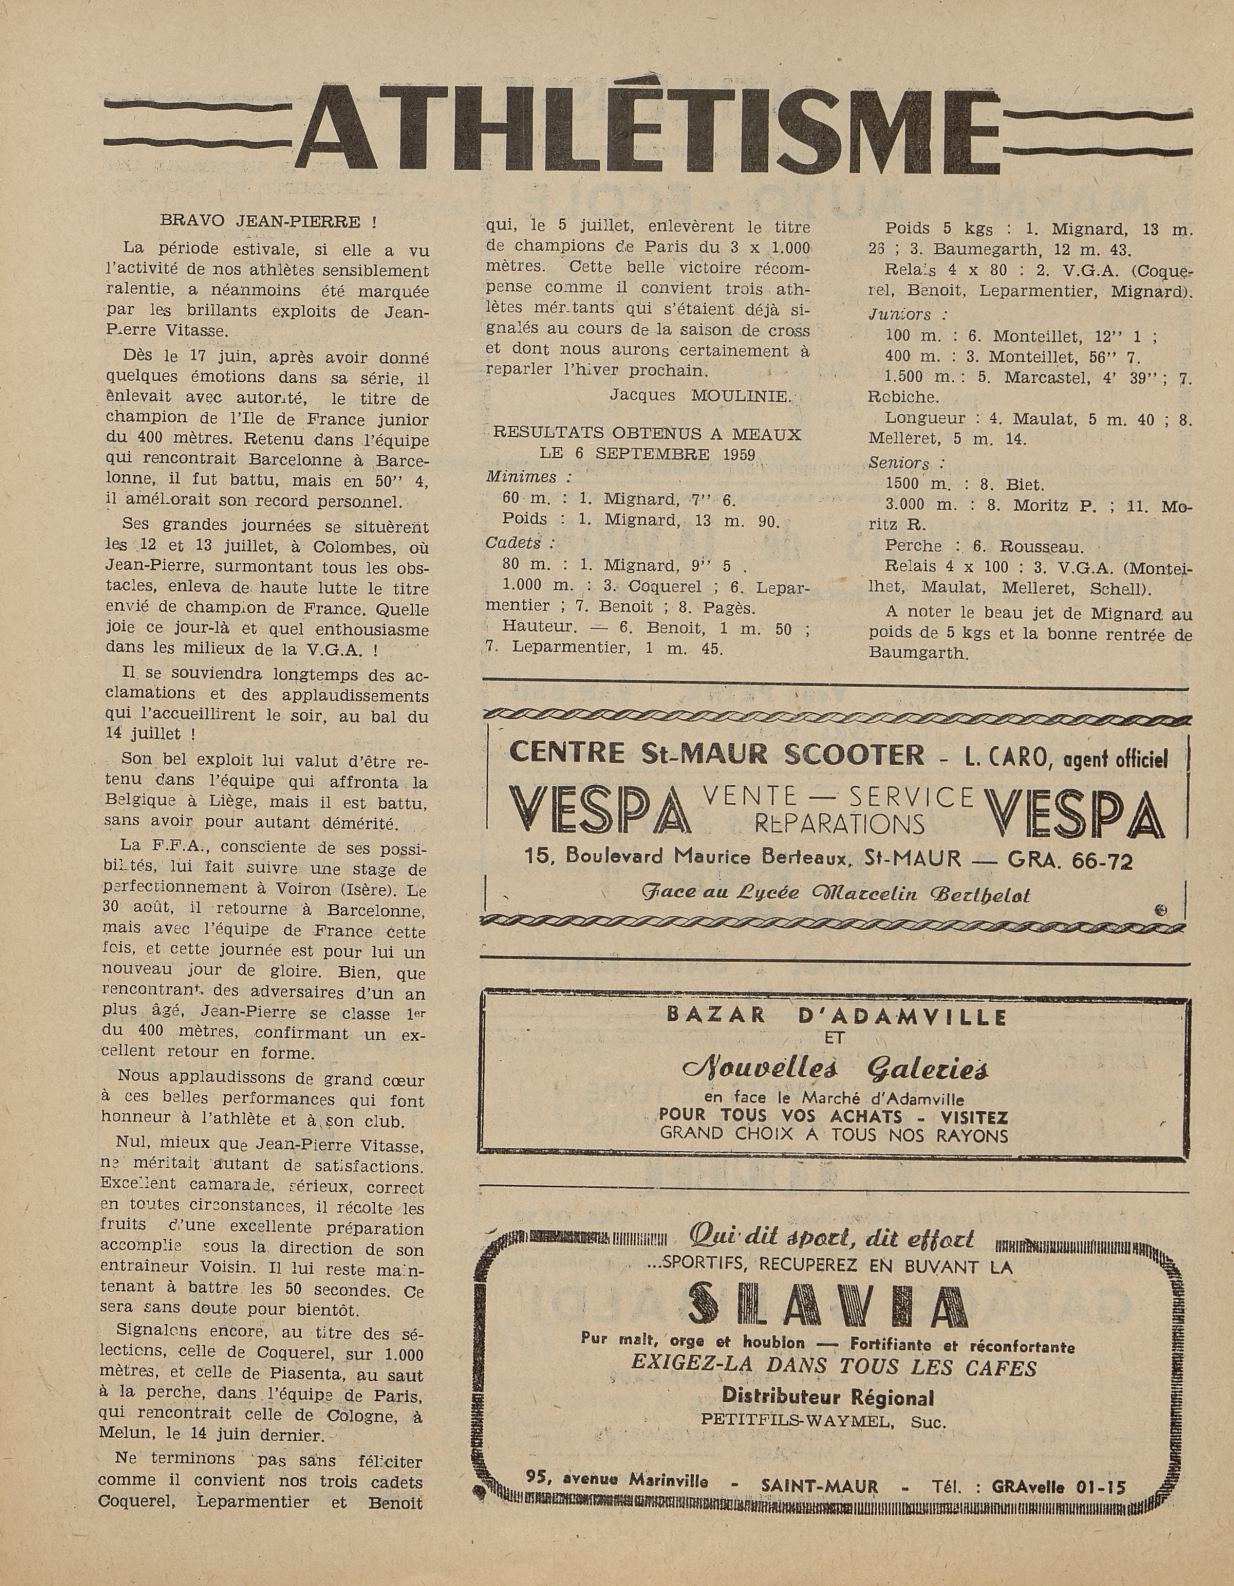 ATHLÉTISME
BRAVO JEAN-PIERRE !
La période estivale, si elle a vu
l'activité de nos athlètes sensiblement
ralentie, a néanmoins été marquée
par les brillants exploits de Jean-
Pierre Vitasse.
Dès le 17 juin, après avoir donné
quelques émotions dans sa série, il
enlevait avec autorité, le titre de
champion de l'Ile de France junior
du 400 mètres. Retenu dans l'équipe
qui rencontrait Barcelonne à Barce-
lonne, il fut battu, mais en 50'' 4,
il améliorait son record personnel.
Ses grandes journées se situèrent
les 12 et 13 juillet, à Colombes, où
Jean-Pierre, surmontant tous les obs-
tacles, enleva de haute lutte le titre
envié de champion de France. Quelle
joie ce jour-là et quel enthousiasme
dans les milieux de la V.G.A. !
Il se souviendra longtemps des ac-
clamations et des applaudissements
qui l'accueillirent le soir, au bal du
14 juillet !
Son bel exploit lui valut d'être re-
tenu dans l'équipe qui affronta la
Belgique à Liège, mais il est battu,
sans avoir pour autant démérité.
La F.F.A., consciente de ses possi-
bilités, lui fait suivre une stage de
perfectionnement à Voiron (Isère). Le
30 août, il retourne à Barcelonne,
mais avec l'équipe de France cette
fois, et cette journée est pour lui un
nouveau jour de gloire. Bien, que
rencontrant des adversaires d'un an
plus âgé, Jean-Pierre se classe 1er
du 400 mètres, confirmant un ex-
cellent retour en forme.
Nous applaudissons de grand cœur
à ces belles performances qui font
honneur à l'athlète et à son club.
Nul, mieux que Jean-Pierre Vitasse,
ne méritait autant de satisfactions.
Excellent camarade, sérieux, correct
en toutes circonstances, il récolte les
fruits d'une excellente préparation
accomplie sous la direction de son
entraineur Voisin. Il lui reste main-
tenant à battre les 50 secondes. Ce
sera sans doute pour bientôt.
Signalons encore, au titre des sé-
lections, celle de Coquerel, sur 1.000
mètres, et celle de Piasenta, au saut
à la perche, dans l'équipe de Paris,
qui rencontrait celle de Cologne, à
Melun, le 14 juin dernier.
Ne terminons pas sans féliciter
comme il convient nos trois cadets
Coquerel, Leparmentier et Benoit
qui, le 5 juillet, enlevèrent le titre
de champions de Paris du 3 x 1.000
mètres. Cette belle victoire récom-
pense comme il convient trois ath-
lètes méritants qui s'étaient déjà si-
gnalés au cours de la saison de cross
et dont nous aurons certainement à
reparler l'hiver prochain.
Jacques MOULINIE.
RESULTATS OBTENUS A MEAUX
LE 6 SEPTEMBRE 1959
Minimes :
60 m. : 1. Mignard, 7'' 6.
Poids : 1. Mignard, 13 m. 90.
Cadets :
80 m. : 1. Mignard, 9'' 5 .
1.000 m. : 3. Coquerel ; 6. Lepar-
mentier ; 7. Benoit ; 8. Pagès.
Hauteur. — 6. Benoit, 1 m. 50 ;
7. Leparmentier, 1 m. 45.
Poids 5 kgs : 1. Mignard, 13 m.
26 ; 3. Baumegarth, 12 m. 43.
Relais 4 x 80 : 2. V.G.A. (Coque-
rel, Benoit, Leparmentier, Mignard).
Juniors :
100 m. : 6. Monteillet, 12'' 1 ;
400 m. : 3. Monteillet, 56'' 7.
1.500 m. : 5. Marcastel, 4' 39'' ; 7.
Robiche.
Longueur : 4. Maulat, 5 m. 40 ; 8.
Melleret, 5 m. 14.
Seniors :
1500 m. : 8. Biet.
3.000 m. : 8. Moritz P. ; 11. Mo-
ritz R.
Perche : 6. Rousseau.
Relais 4 x 100 : 3. V.G.A. (Montei-
lhet, Maulat, Melleret, Schell).
A noter le beau jet de Mignard au
poids de 5 kgs et la bonne rentrée de
Baumgarth.
CENTRE St-MAUR SCOOTER - L. CARO, agent officiel
VESPA VENTE — SERVICE VESPA
REPARATIONS
15, Boulevard Maurice Berteaux, St-MAUR — GRA. 66-72
Face au Lycée Marcelin Berthelot
BAZAR D'ADAMVILLE
ET
Nouvelles Galeries
en face le Marché d'Adamville
POUR TOUS VOS ACHATS - VISITEZ
GRAND CHOIX A TOUS NOS RAYONS
Qui dit sport, dit effort
...SPORTIFS, RECUPEREZ EN BUVANT LA
SLAVIA
Pur malt, orge et houblon — Fortifiante et réconfortante
EXIGEZ-LA DANS TOUS LES CAFES
Distributeur Régional
PETITFILS-WAYMEL, Suc.
95, avenue Marinville - SAINT-MAUR - Tél. : GRAvelle 01-15